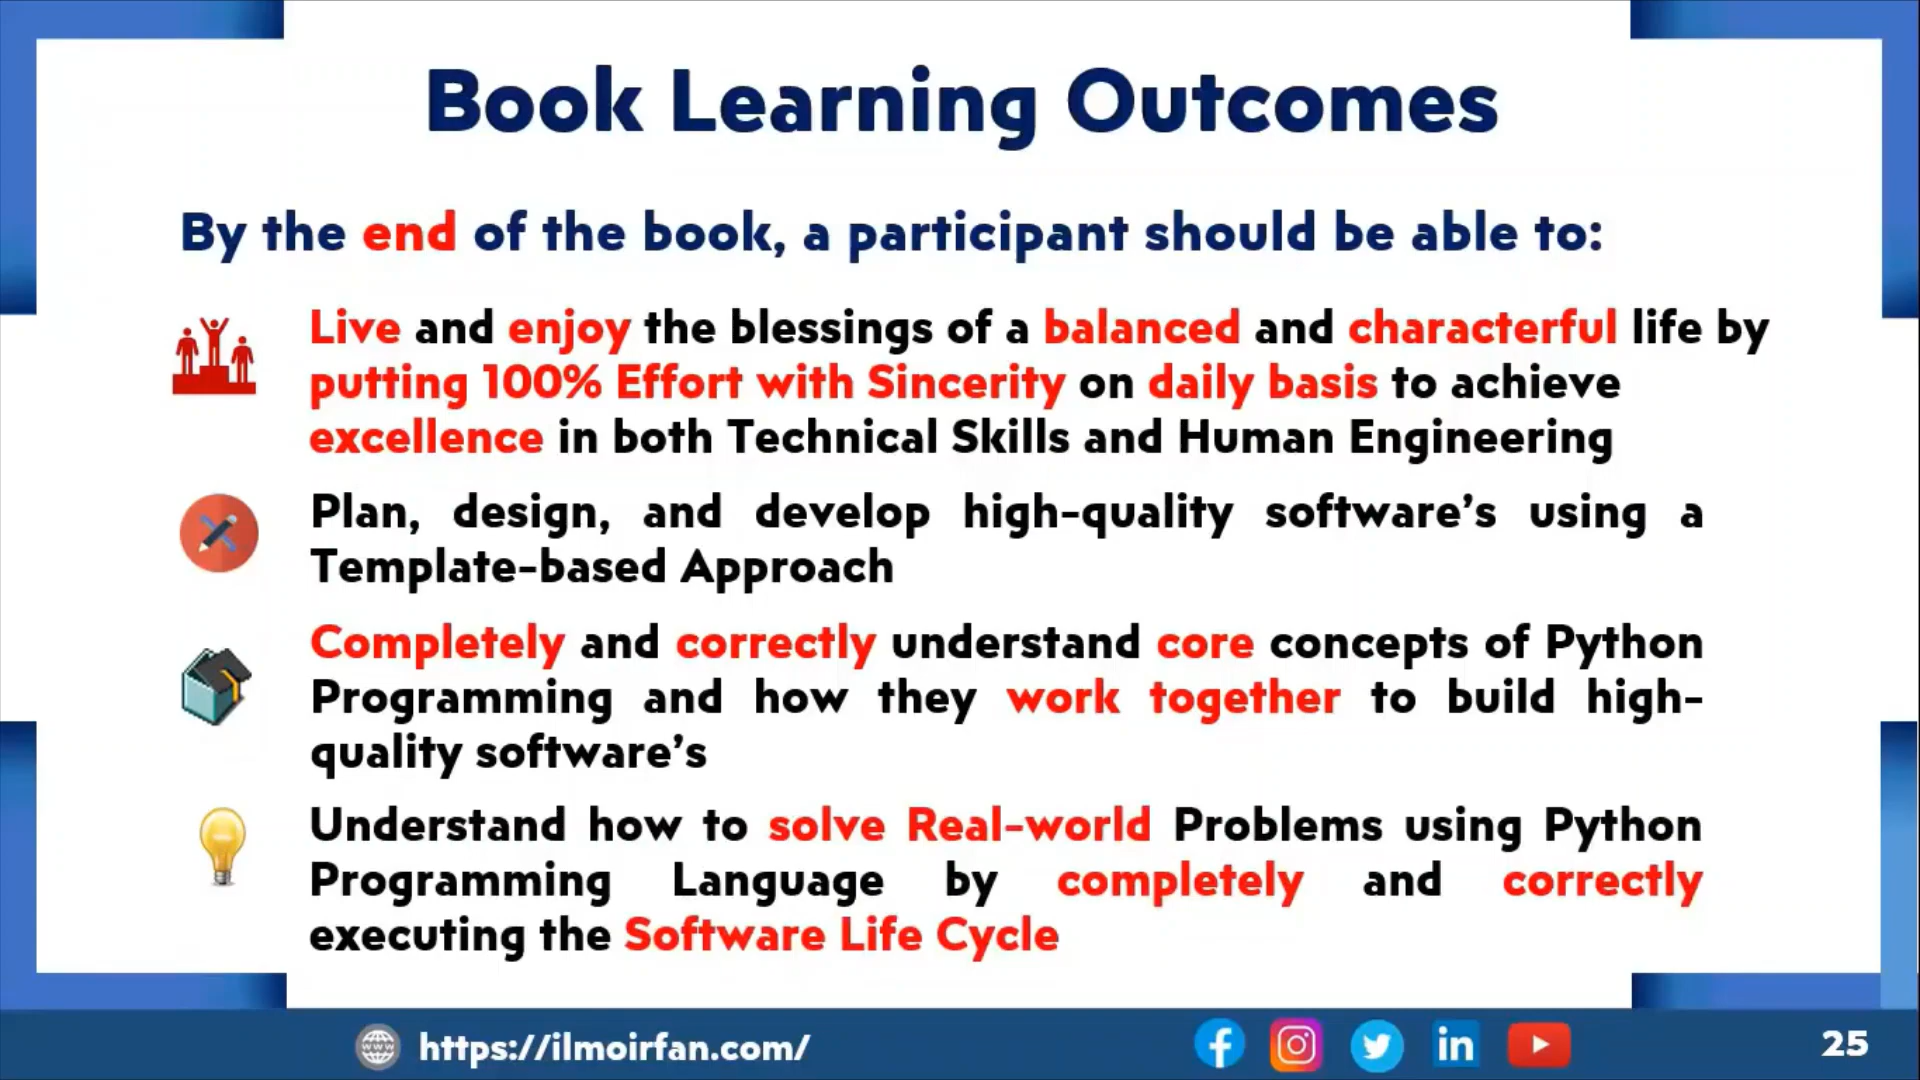 Book Learning Outcomes
By the end of the book, a participant should be able to:
Live and enjoy the blessings of a balanced and characterful life by
putting 100% Effort with Sincerity on daily basis to achieve
excellence in both Technical Skills and Human Engineering
Plan, design, and develop high-quality software’s using a
Template-based Approach
Completely and correctly understand core concepts of Python
Programming and how they work together to build high-
quality software’s
Understand how to solve Real-world Problems using Python
Programming Language by completely and correctly
executing the Software Life Cycle
https://ilmoirfan.com/
25